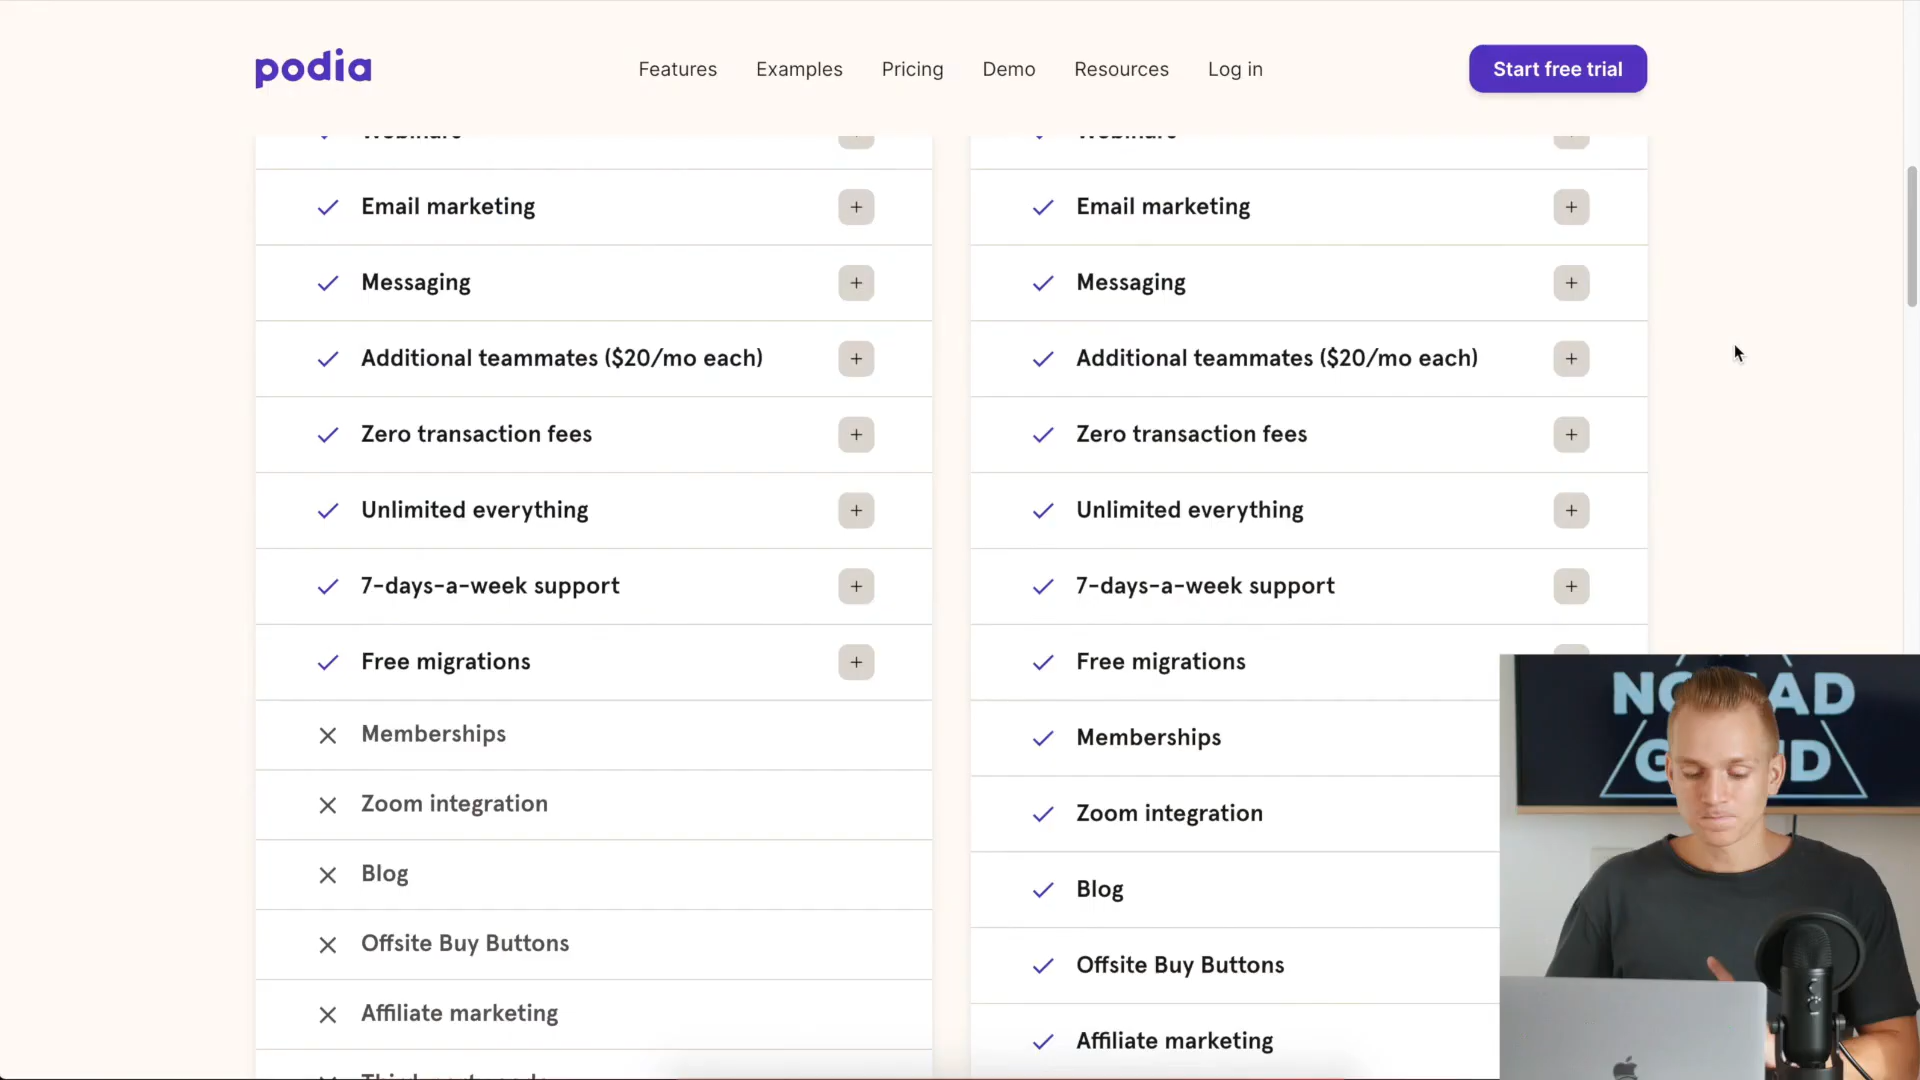 podia
Features
Examples
Pricing
Demo
Resources
Log in
Start free trial
Webinars
Email marketing
Messaging
Additional teammates ($20/mo each)
Zero transaction fees
Unlimited everything
7-days-a-week support
Free migrations
Memberships
Zoom integration
Blog
Offsite Buy Buttons
Affiliate marketing
Webinars
Email marketing
Messaging
Additional teammates ($20/mo each)
Zero transaction fees
Unlimited everything
7-days-a-week support
Free migrations
Memberships
Zoom integration
Blog
Offsite Buy Buttons
Affiliate marketing